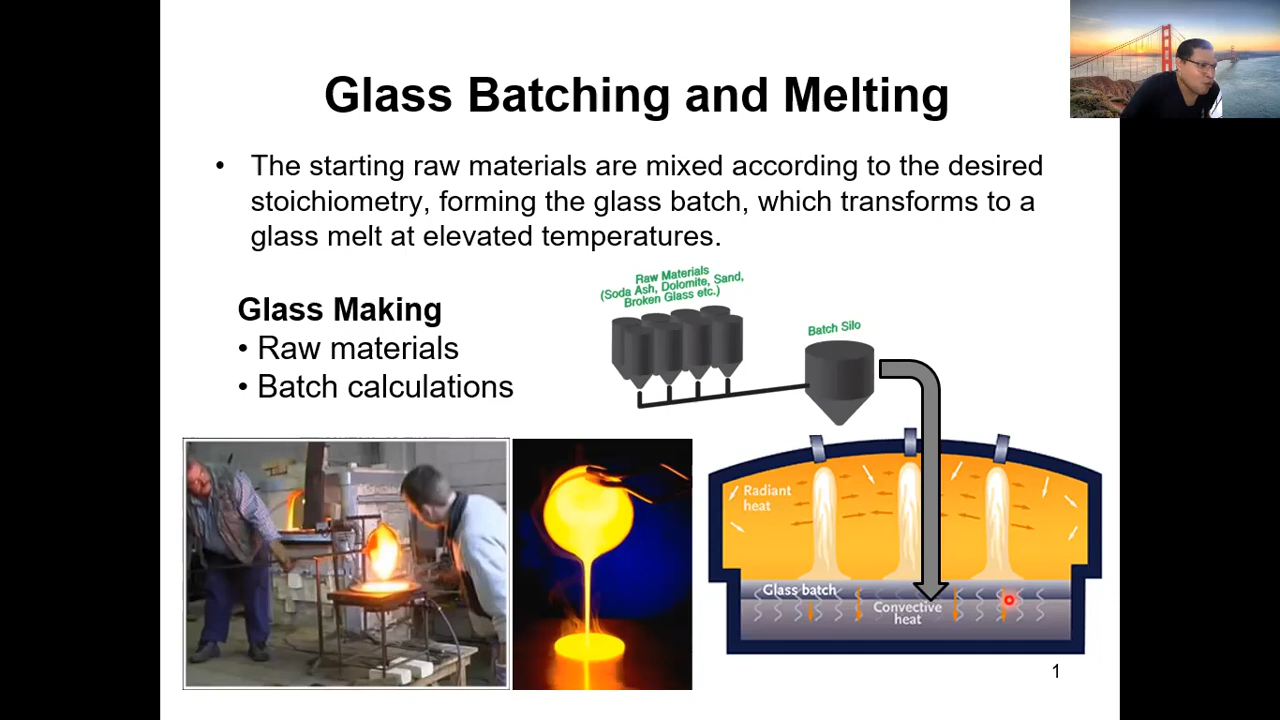 Glass Batching and Melting
• The starting raw materials are mixed according to the desired
stoichiometry, forming the glass batch, which transforms to a
glass melt at elevated temperatures.
Raw Materials
(Soda Ash, Dolomite, Sand,
Broken Glass etc.)
Glass Making
• Raw materials
• Batch calculations
Batch Silo
Radiant
heat
Glass batch
Convective
heat
1